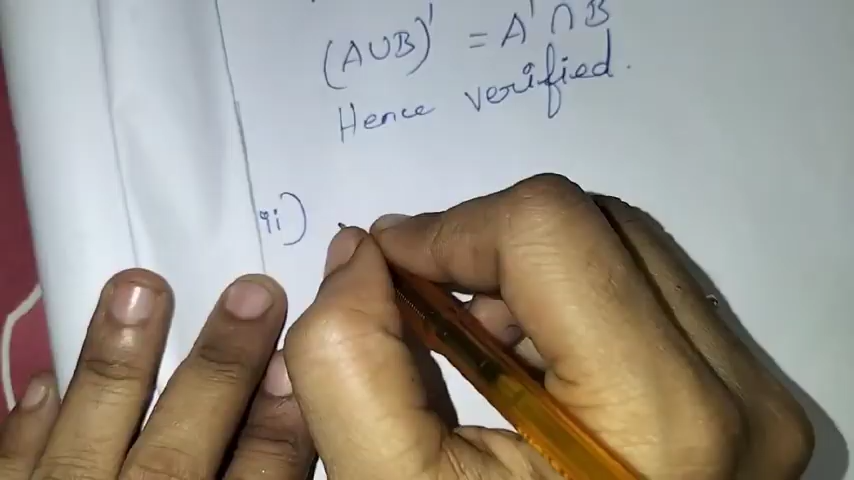 (A∪B)' = A' ∩ B
Hence verified.
ii)